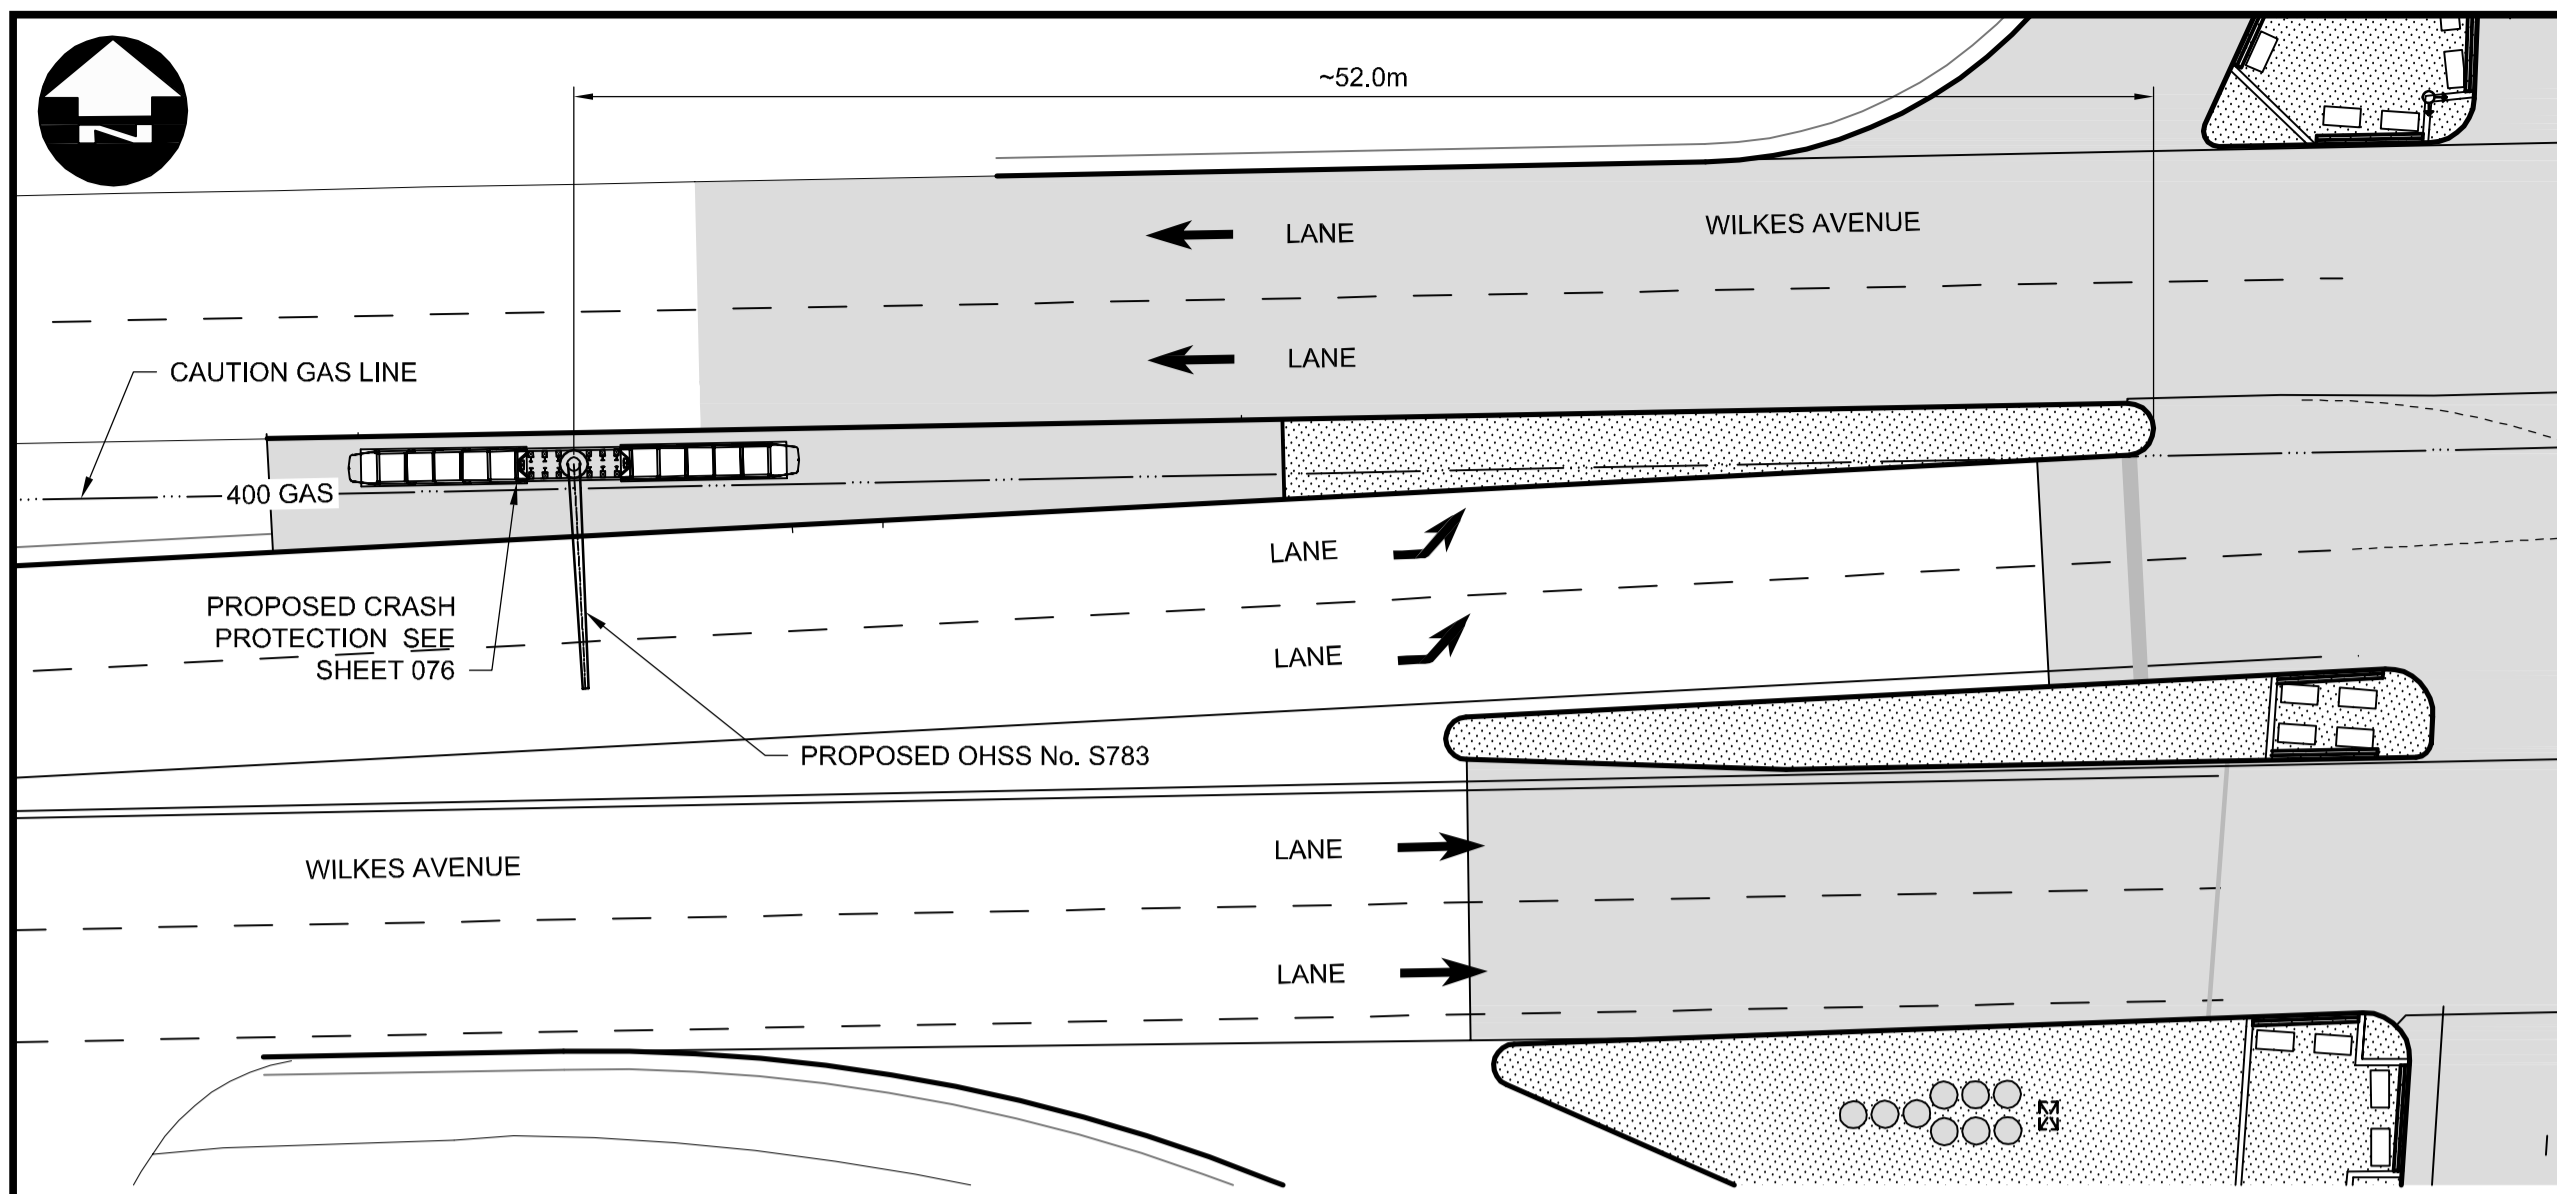 ~52.0m
N
LANE
WILKES AVENUE
LANE
CAUTION GAS LINE
400 GAS
LANE
PROPOSED CRASH
PROTECTION SEE
SHEET 076
LANE
PROPOSED OHSS No. S783
LANE
WILKES AVENUE
LANE